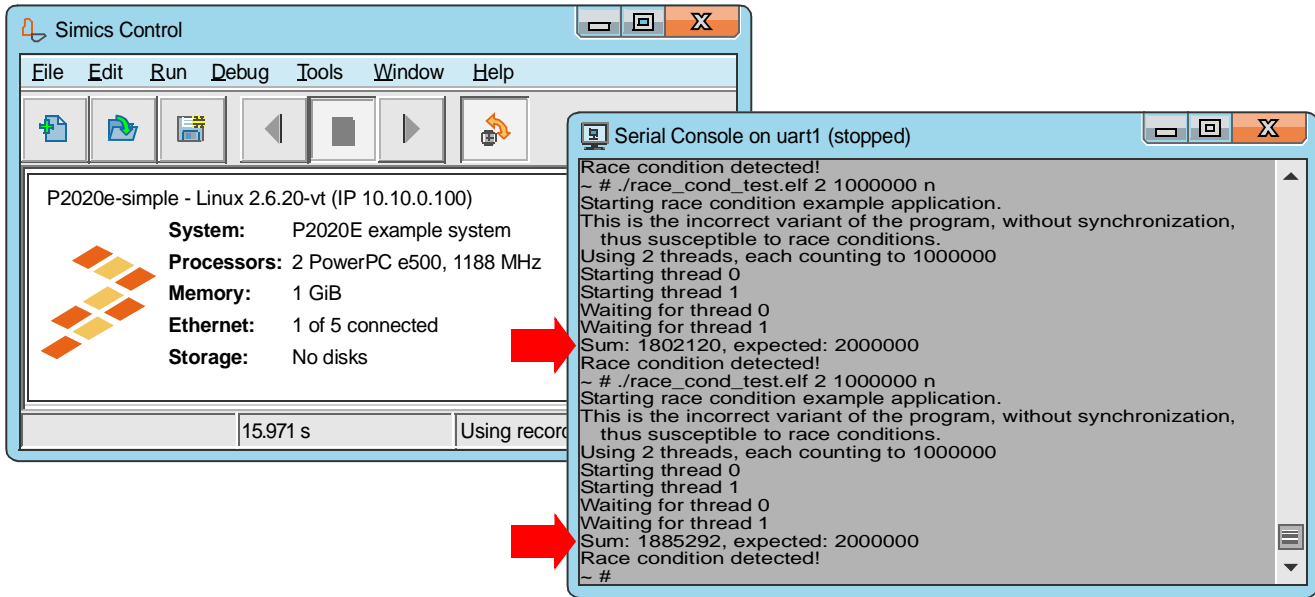 Simics Control
File Edit Run Debug Tools Window Help
P2020e-simple - Linux 2.6.20-vt (IP 10.10.0.100)
System: P2020E example system
Processors: 2 PowerPC e500, 1188 MHz
Memory: 1 GiB
Ethernet: 1 of 5 connected
Storage: No disks
15.971 s
Using recor
Serial Console on uart1 (stopped)
Race condition detected!
~ # ./race_cond_test.elf 2 1000000 n
Starting race condition example application.
This is the incorrect variant of the program, without synchronization,
thus susceptible to race conditions.
Using 2 threads, each counting to 1000000
Starting thread 0
Starting thread 1
Waiting for thread 0
Waiting for thread 1
Sum: 1802120, expected: 2000000
Race condition detected!
~ # ./race_cond_test.elf 2 1000000 n
Starting race condition example application.
This is the incorrect variant of the program, without synchronization,
thus susceptible to race conditions.
Using 2 threads, each counting to 1000000
Starting thread 0
Starting thread 1
Waiting for thread 0
Waiting for thread 1
Sum: 1885292, expected: 2000000
Race condition detected!
~ #